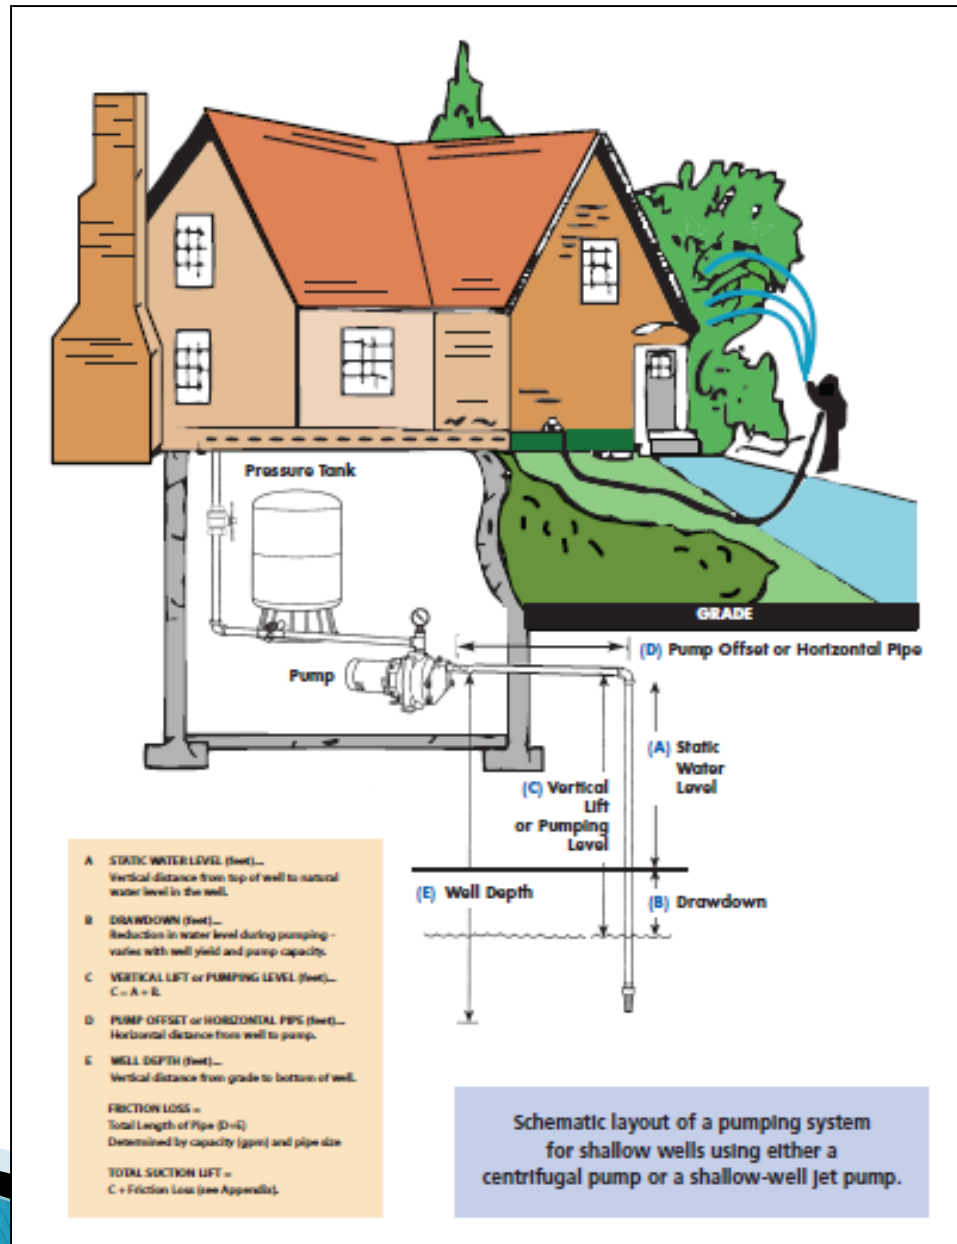 Pressure Tank
GRADE
(D) Pump Offset or Horizontal Pipe
Pump
(A) Static
Water
Level
(C) Vertical
Lift
or Pumping
Level
(E) Well Depth
(B) Drawdown
A STATIC WATER LEVEL (feet)...
Vertical distance from top of well to natural
water level in the well.
B DRAWDOWN (feet)...
Reduction in water level during pumping –
varies with well yield and pump capacity.
C VERTICAL LIFT or PUMPING LEVEL (feet)...
C = A + B.
D PUMP OFFSET or HORIZONTAL PIPE (feet)...
Horizontal distance from well to pump.
E WELL DEPTH (feet)...
Vertical distance from grade to bottom of well.
FRICTION LOSS =
Total Length of Pipe (D+E)
Determined by capacity (gpm) and pipe size
TOTAL SUCTION LIFT =
C + Friction Loss (see Appendix).
Schematic layout of a pumping system
for shallow wells using either a
centrifugal pump or a shallow-well jet pump.